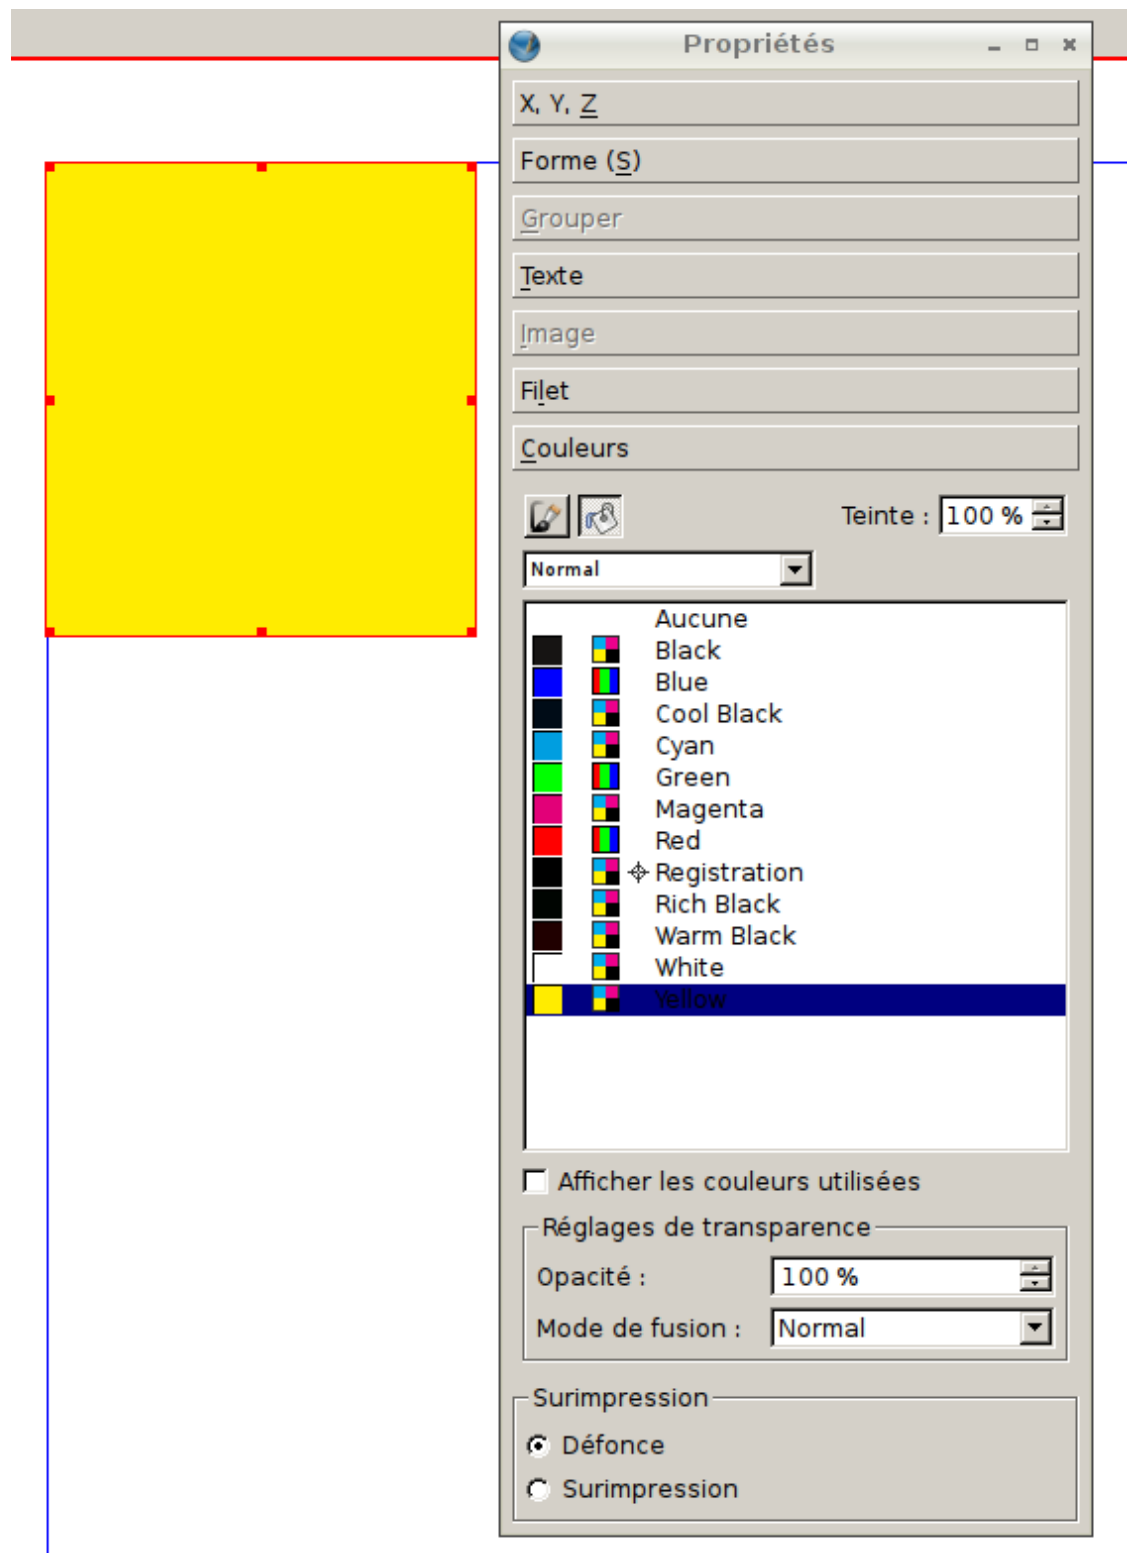 Propriétés
X, Y, Z
Forme (S)
Grouper
Texte
Image
Filet
Couleurs
Teinte : 100 %
Normal
Aucune
Black
Blue
Cool Black
Cyan
Green
Magenta
Red
Registration
Rich Black
Warm Black
White
Yellow
Afficher les couleurs utilisées
Réglages de transparence
Opacité : 100 %
Mode de fusion : Normal
Surimpression
Défonce
Surimpression